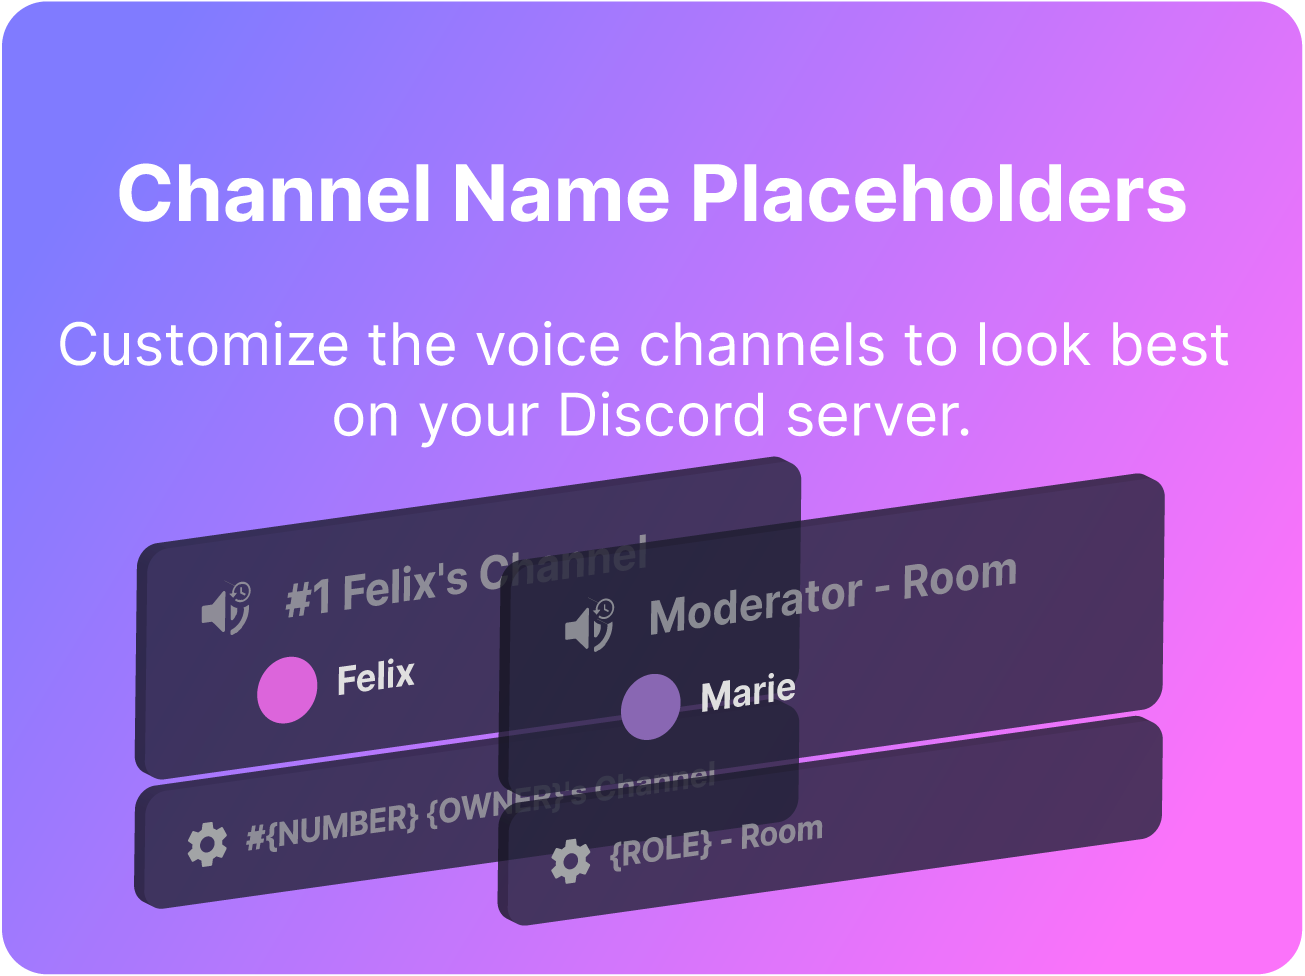 Channel Name Placeholders
Customize the voice channels to look best
on your Discord server.
#1 Felix's Channel
Felix
#{NUMBER} {OWNER}'s Channel
Moderator - Room
Marie
{ROLE} - Room